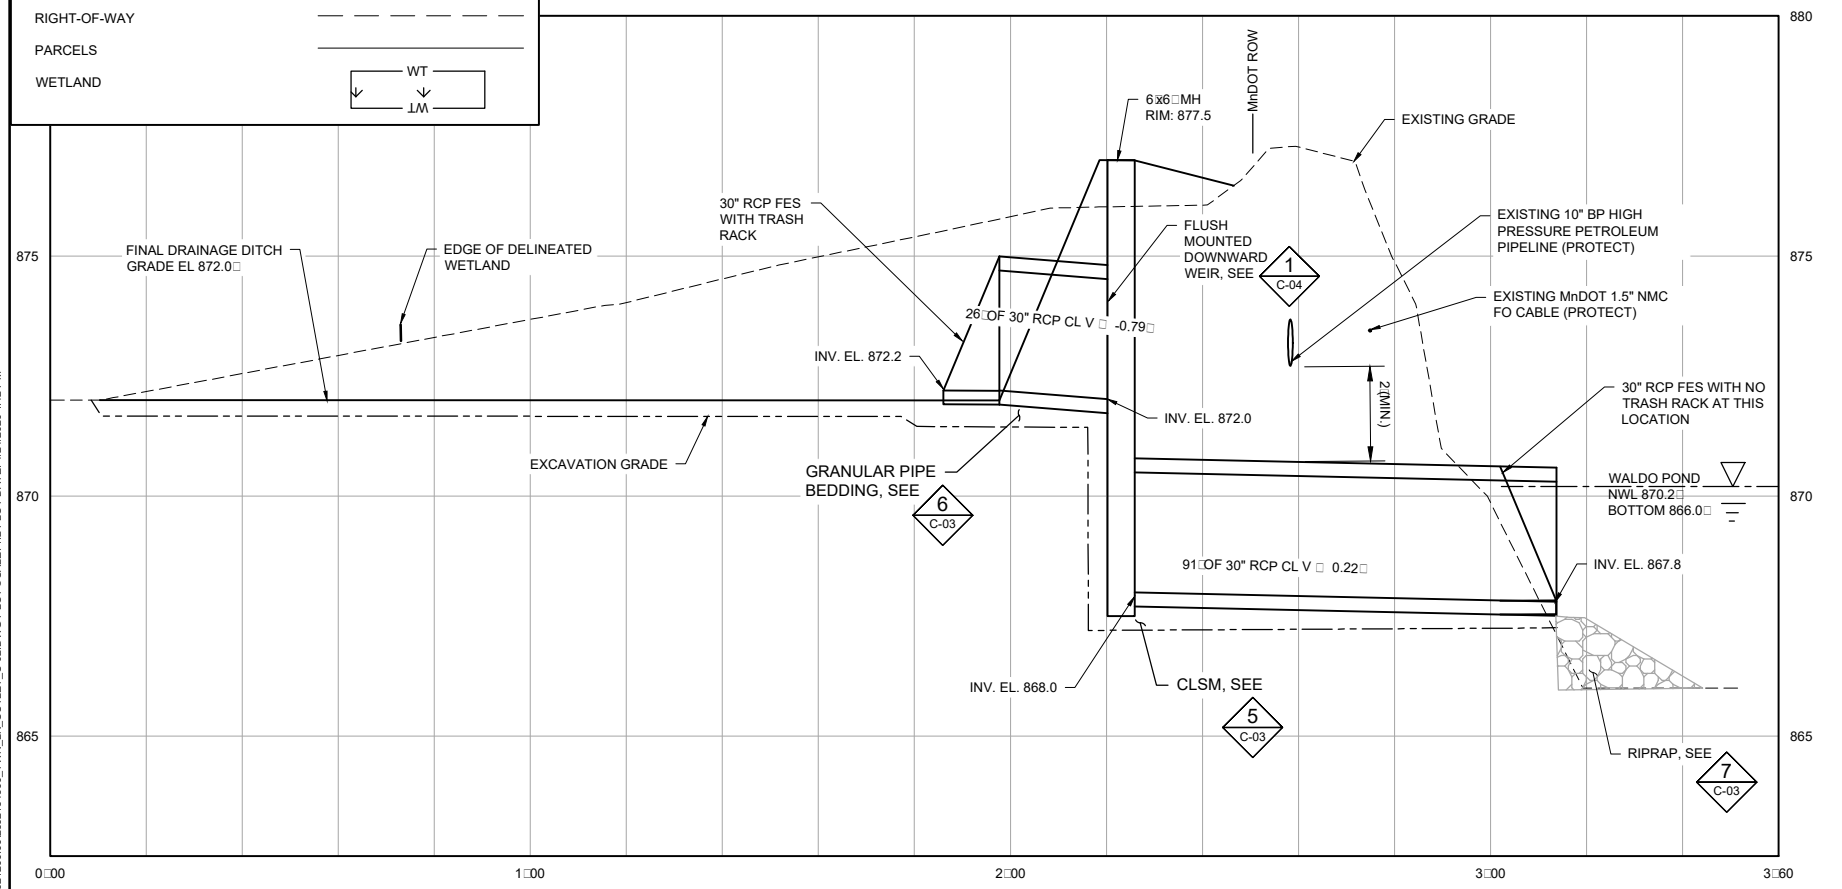 RIGHT-OF-WAY
PARCELS
WETLAND
WT
WT
880
880
MnDOT ROW
6□x6□ MH
RIM: 877.5
EXISTING GRADE
30" RCP FES
WITH TRASH
RACK
FLUSH
MOUNTED
DOWNWARD
WEIR, SEE
1
C-04
EXISTING 10" BP HIGH
PRESSURE PETROLEUM
PIPELINE (PROTECT)
FINAL DRAINAGE DITCH
GRADE EL 872.0□
EDGE OF DELINEATED
WETLAND
875
875
EXISTING MnDOT 1.5" NMC
FO CABLE (PROTECT)
26□ OF 30" RCP CL V □ -0.79□
INV. EL. 872.2
2□(MIN.)
30" RCP FES WITH NO
TRASH RACK AT THIS
LOCATION
INV. EL. 872.0
EXCAVATION GRADE
GRANULAR PIPE
BEDDING, SEE
6
C-03
WALDO POND
NWL 870.2□
BOTTOM 866.0□
870
870
91□ OF 30" RCP CL V □ 0.22□
INV. EL. 867.8
INV. EL. 868.0
CLSM, SEE
5
C-03
865
865
RIPRAP, SEE
7
C-03
0□00
1□00
2□00
3□00
3□60